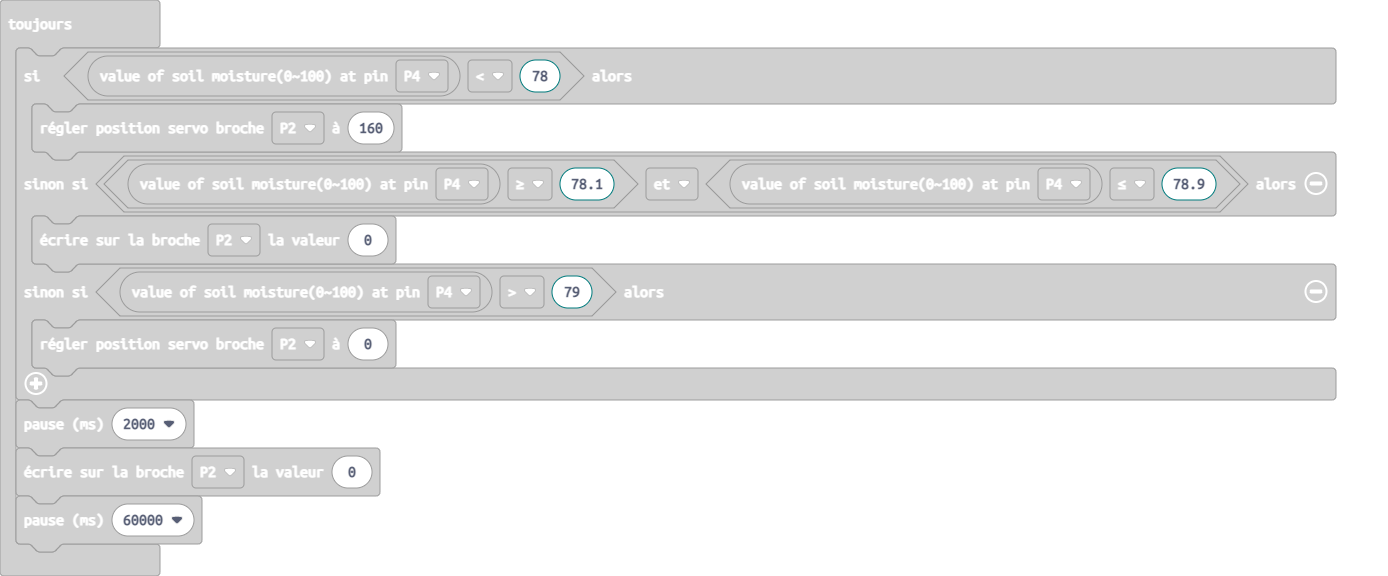 toujours
si value of soil moisture(0~100) at pin P4 < 78 alors
régler position servo broche P2 à 160
sinon si value of soil moisture(0~100) at pin P4 ≥ 78.1 et value of soil moisture(0~100) at pin P4 ≤ 78.9 alors
écrire sur la broche P2 la valeur 0
sinon si value of soil moisture(0~100) at pin P4 > 79 alors
régler position servo broche P2 à 0
pause (ms) 2000
écrire sur la broche P2 la valeur 0
pause (ms) 60000